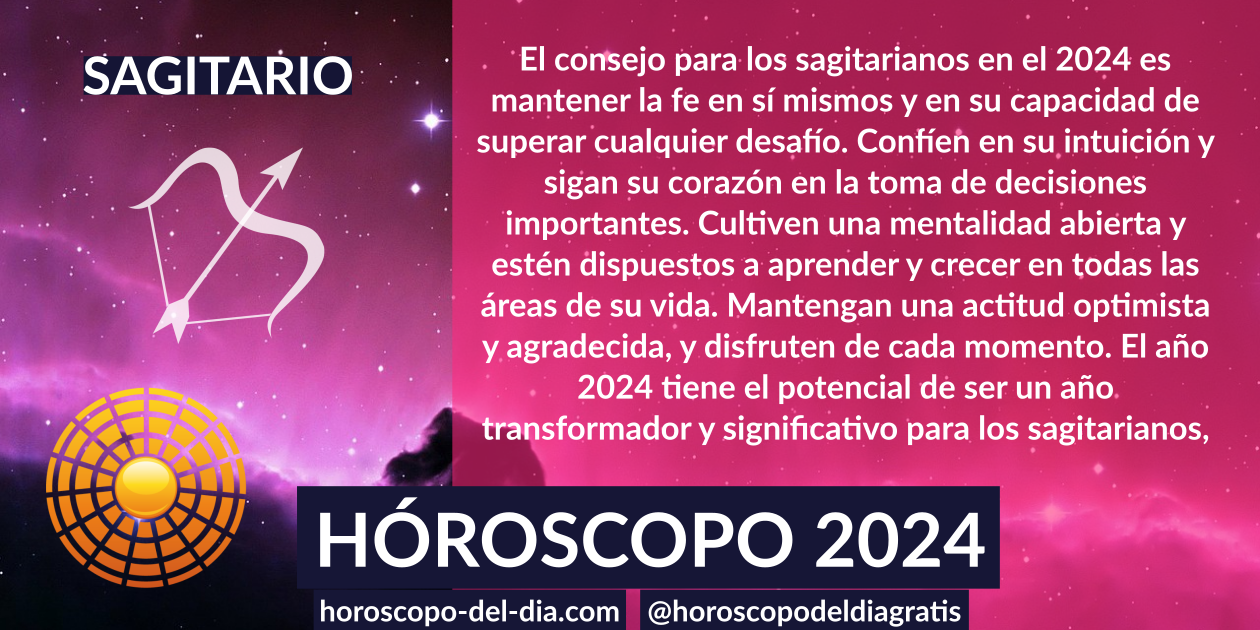 SAGITARIO
El consejo para los sagitarianos en el 2024 es
mantener la fe en sí mismos y en su capacidad de
superar cualquier desafío. Confíen en su intuición y
sigan su corazón en la toma de decisiones
importantes. Cultiven una mentalidad abierta y
estén dispuestos a aprender y crecer en todas las
áreas de su vida. Mantengan una actitud optimista
y agradecida, y disfruten de cada momento. El año
2024 tiene el potencial de ser un año
transformador y significativo para los sagitarianos,
HÓROSCOPO 2024
horoscopo-del-dia.com @horoscopodeldiagratis